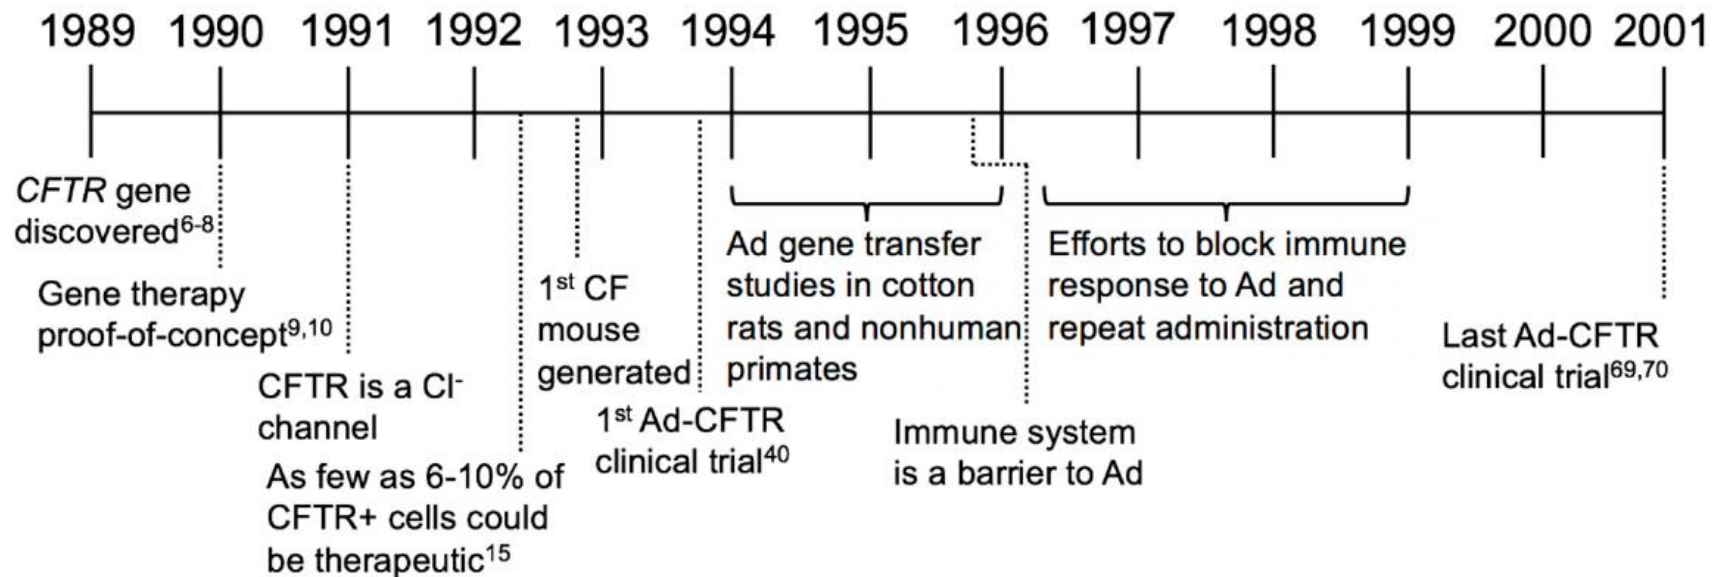 1989 1990 1991 1992 1993 1994 1995 1996 1997 1998 1999 2000 2001
CFTR gene
discovered⁶⁻⁸
Gene therapy
proof-of-concept⁹,¹⁰
CFTR is a Cl⁻
channel
As few as 6-10% of
CFTR+ cells could
be therapeutic¹⁵
1ˢᵗ CF
mouse
generated
1ˢᵗ Ad-CFTR
clinical trial⁴⁰
Ad gene transfer
studies in cotton
rats and nonhuman
primates
Immune system
is a barrier to Ad
Efforts to block immune
response to Ad and
repeat administration
Last Ad-CFTR
clinical trial⁶⁹,⁷⁰